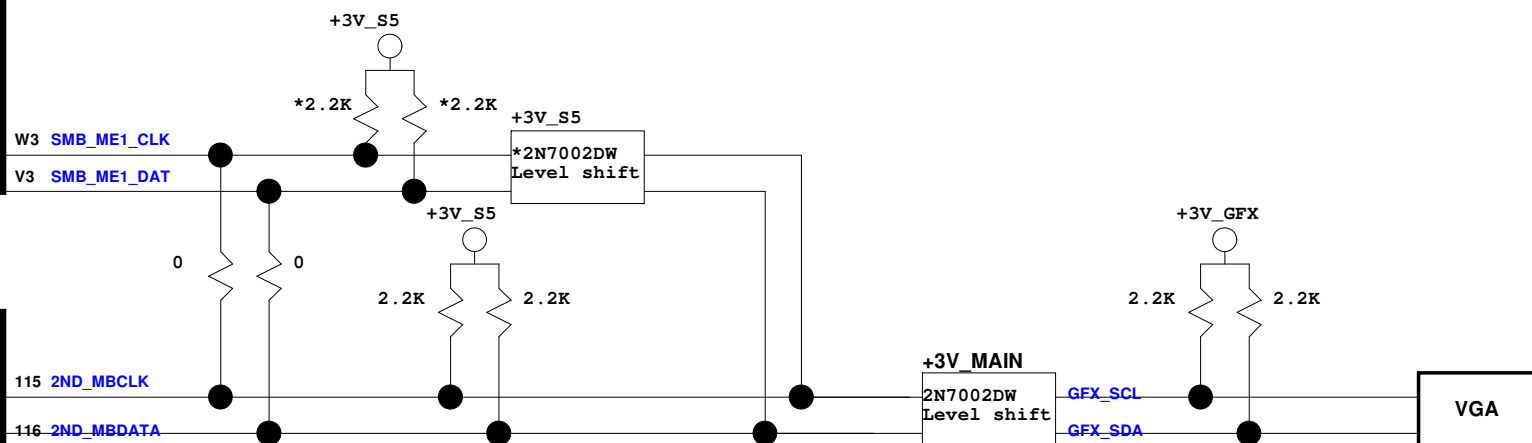 +3V_S5
*2.2K
*2.2K
+3V_S5
W3 SMB_ME1_CLK
*2N7002DW
Level shift
V3 SMB_ME1_DAT
+3V_S5
+3V_GFX
0
0
2.2K
2.2K
2.2K
2.2K
+3V_MAIN
115 2ND_MBCLK
2N7002DW
Level shift
GFX_SCL
VGA
116 2ND_MBDATA
GFX_SDA